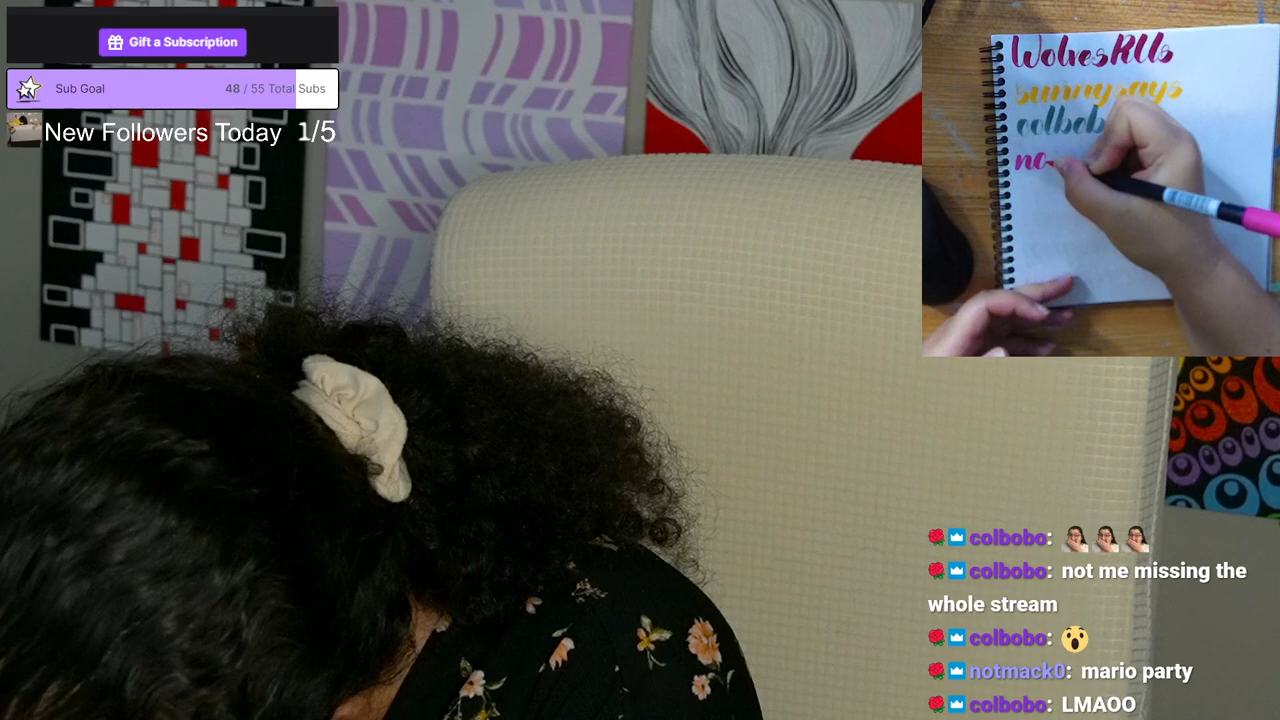 Gift a Subscription
Sub Goal 48 / 55 Total Subs
New Followers Today 1/5
WolvesRUs
sunnysays
colbob
no
colbobo:
colbobo: not me missing the
whole stream
colbobo:
notmack0: mario party
colbobo: LMAOO